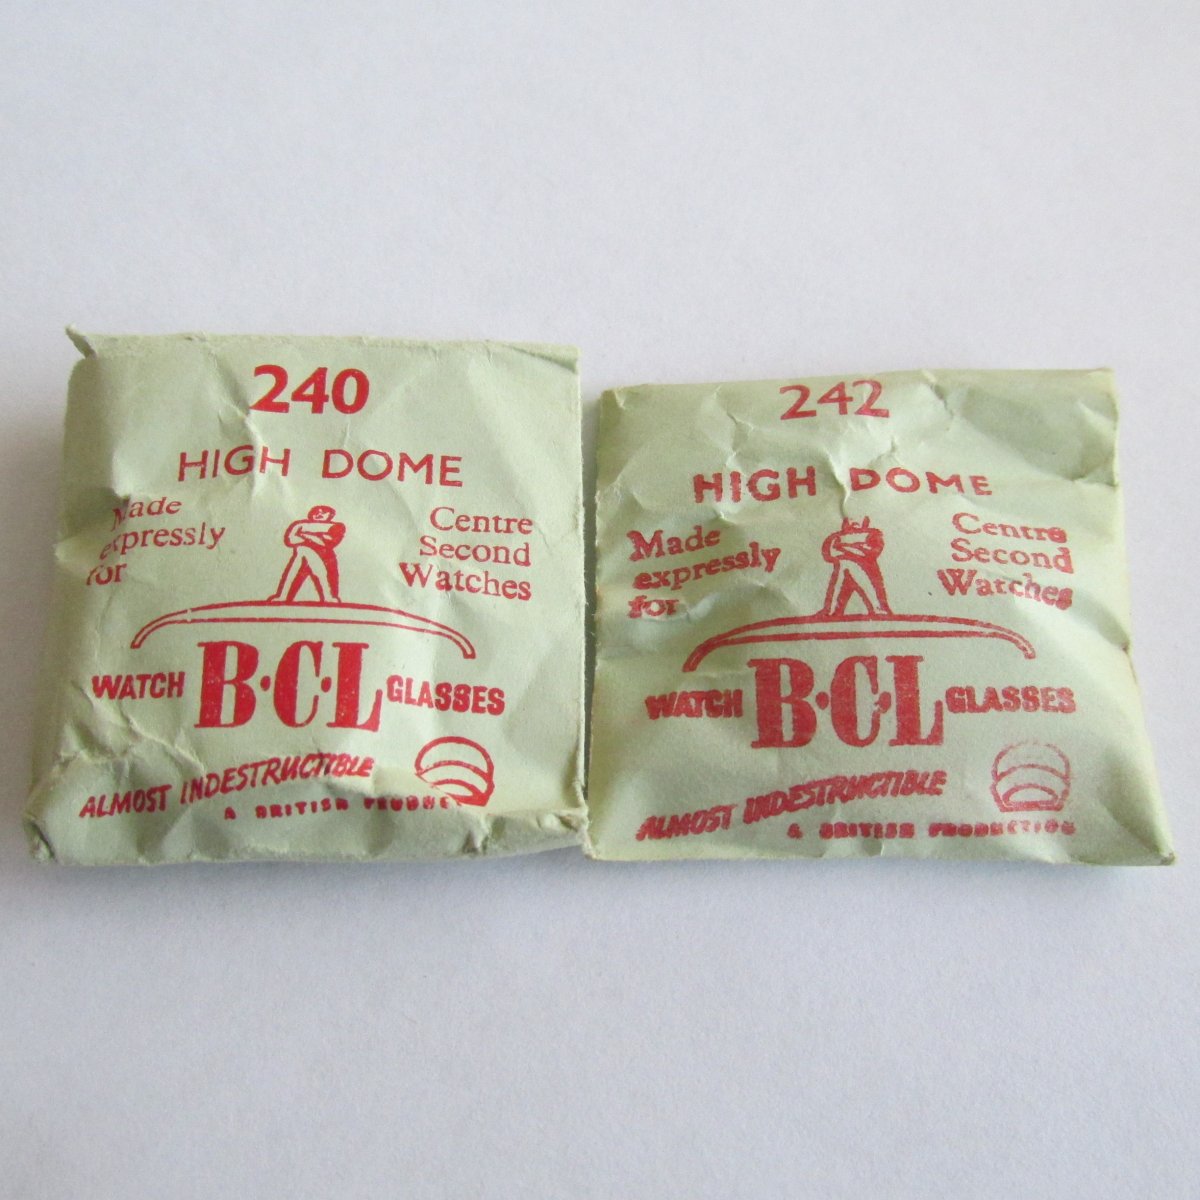 240
HIGH DOME
Made
expressly
for
Centre
Second
Watches
WATCH B·C·L GLASSES
ALMOST INDESTRUCTIBLE
A BRITISH PRODUCT
242
HIGH DOME
Made
expressly
for
Centre
Second
Watches
WATCH B·C·L GLASSES
ALMOST INDESTRUCTIBLE
A BRITISH PRODUCTION